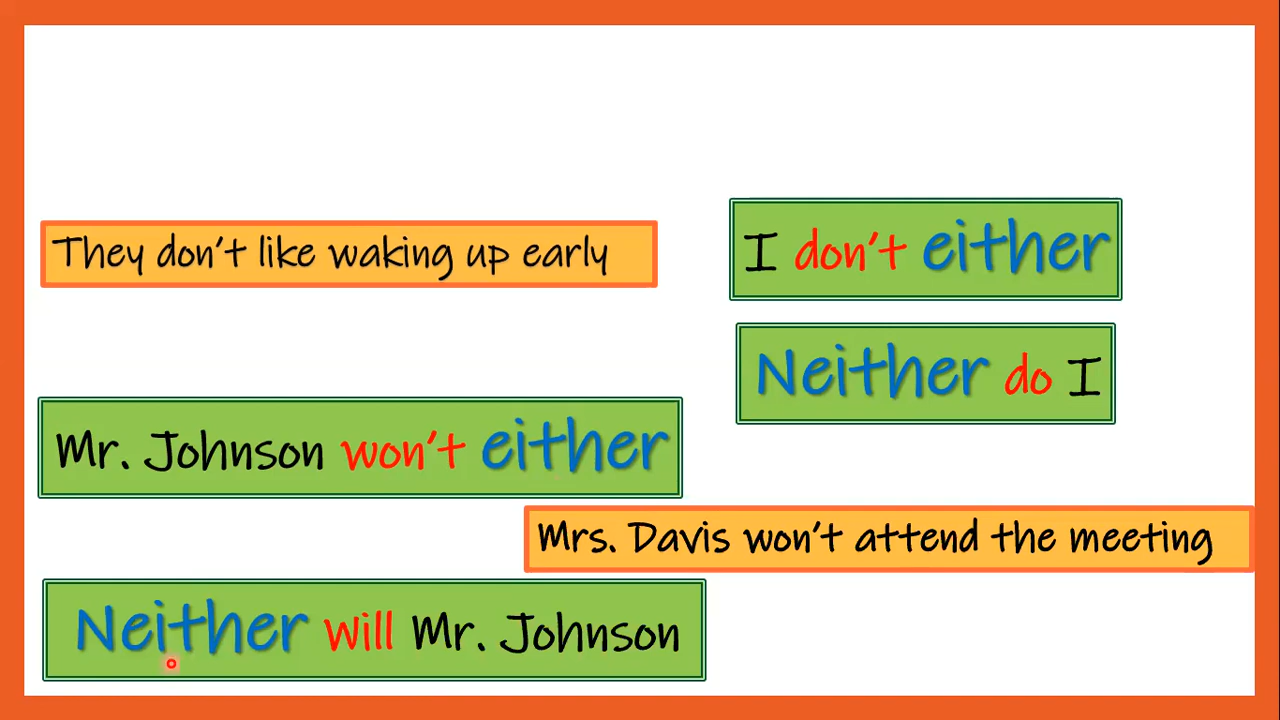 They don't like waking up early
I don't either
Neither do I
Mr. Johnson won't either
Mrs. Davis won't attend the meeting
Neither will Mr. Johnson